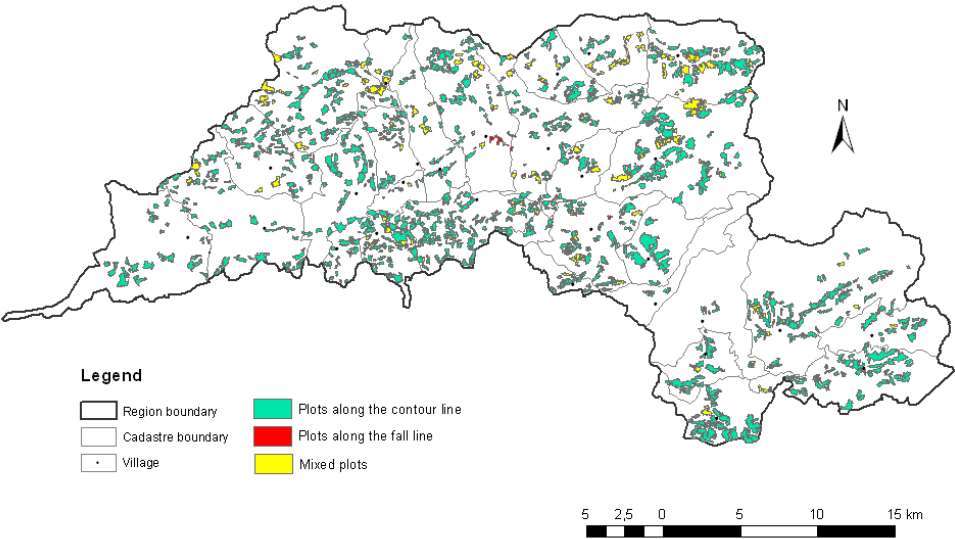 N
Legend
Region boundary
Cadastre boundary
Village
Plots along the contour line
Plots along the fall line
Mixed plots
5 2,5 0 5 10 15 km